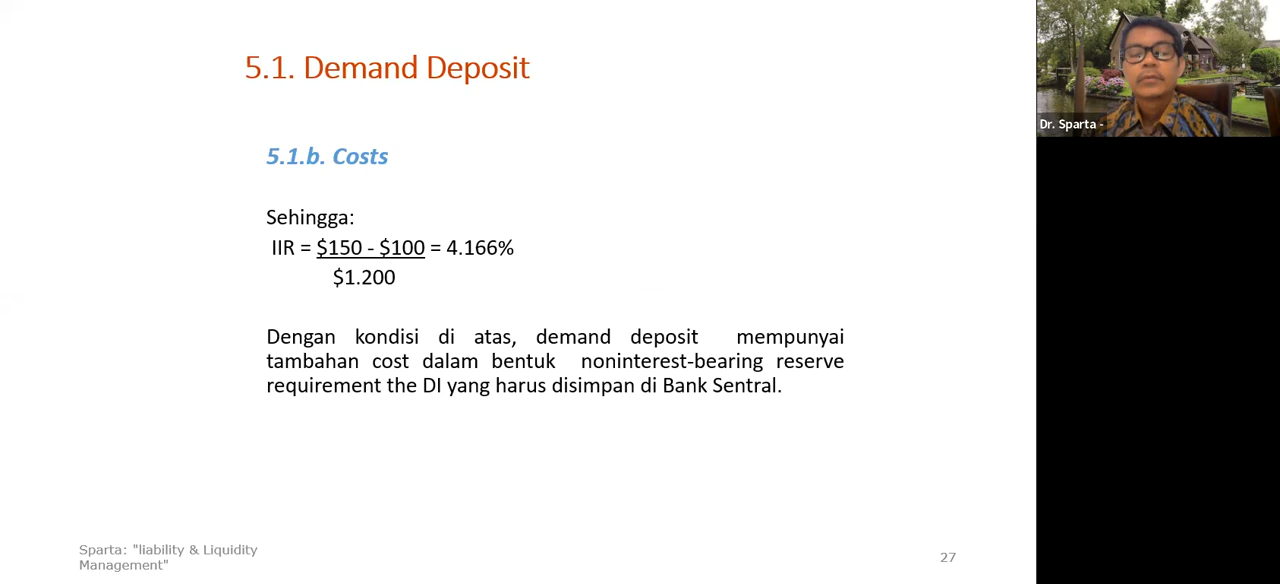 5.1. Demand Deposit
5.1.b. Costs
Sehingga:
IIR = $150 - $100 = 4.166%
$1.200
Dengan kondisi di atas, demand deposit mempunyai
tambahan cost dalam bentuk noninterest-bearing reserve
requirement the DI yang harus disimpan di Bank Sentral.
Sparta: "liability & Liquidity
Management"
27
Dr. Sparta -